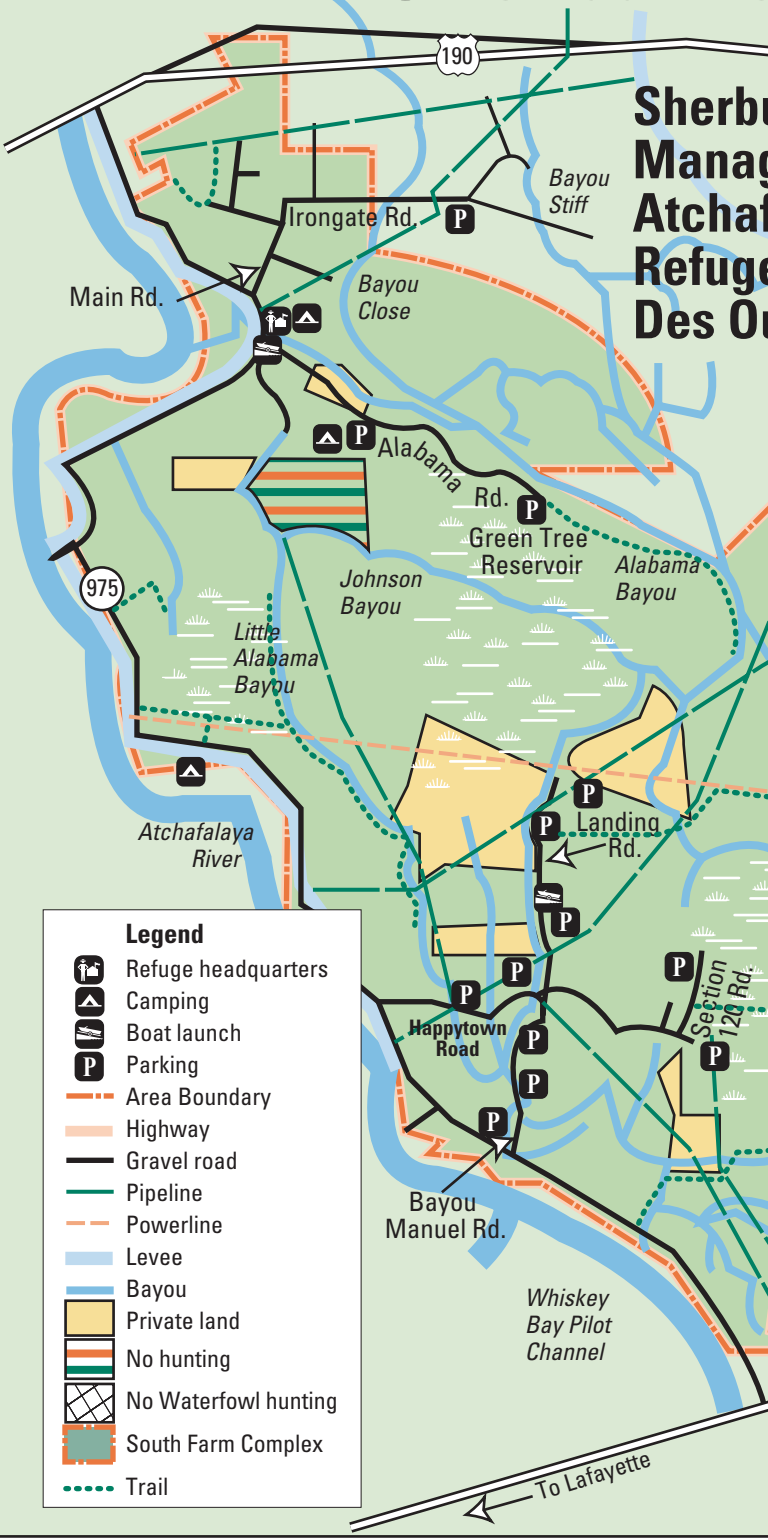 190
Sherbu
Manag
Atchaf
Refuge
Des Ou
Bayou
Stiff
Irongate Rd.
P
Main Rd.
Bayou
Close
P
Alabama
Rd.
P
Green Tree
Reservoir
Alabama
Bayou
Johnson
Bayou
975
Little
Alabama
Bayou
P
P
Landing
Rd.
Atchafalaya
River
P
P
P
P
Section
120 Rd.
Happytown
Road
P
P
P
P
Bayou
Manuel Rd.
Whiskey
Bay Pilot
Channel
To Lafayette
Legend
Refuge headquarters
Camping
Boat launch
P Parking
Area Boundary
Highway
Gravel road
Pipeline
Powerline
Levee
Bayou
Private land
No hunting
No Waterfowl hunting
South Farm Complex
Trail